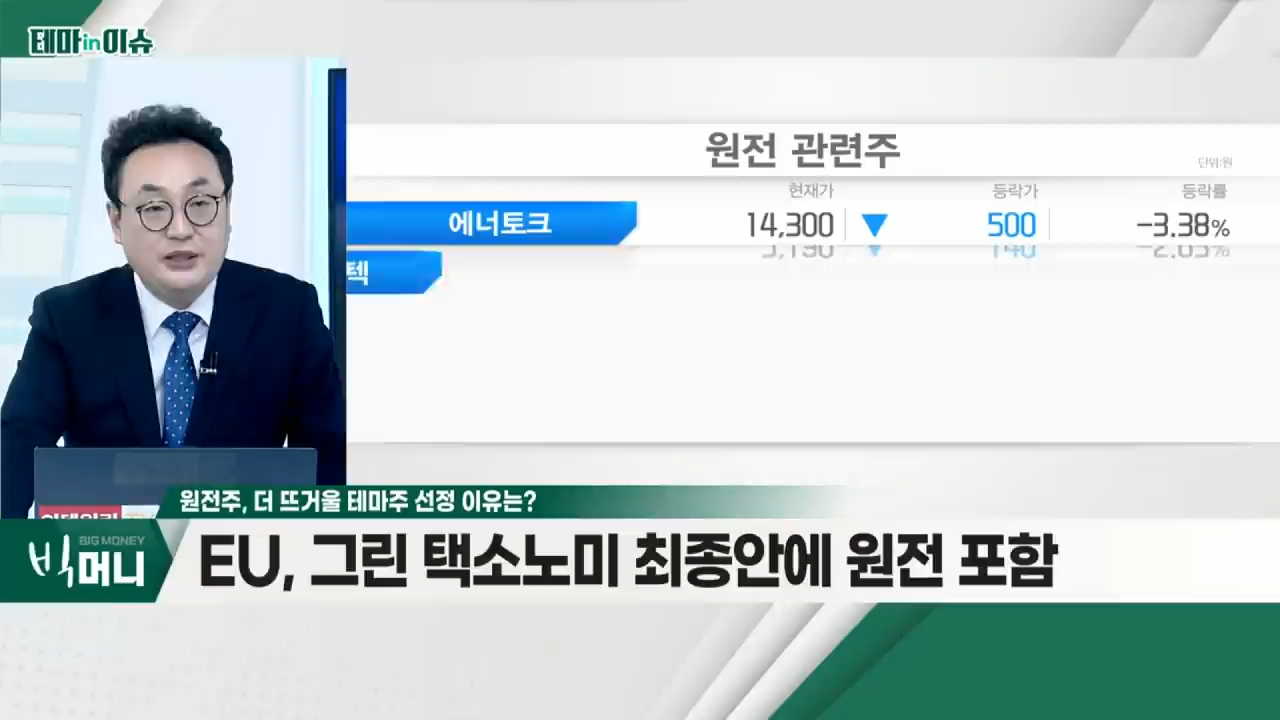 테마in이슈
원전 관련주
단위:원
현재가 등락가 등락률
에너토크 14,300 ▼ 500 -3.38%
텍
원전주, 더 뜨거울 테마주 선정 이유는?
BIG MONEY
빅머니
EU, 그린 택소노미 최종안에 원전 포함